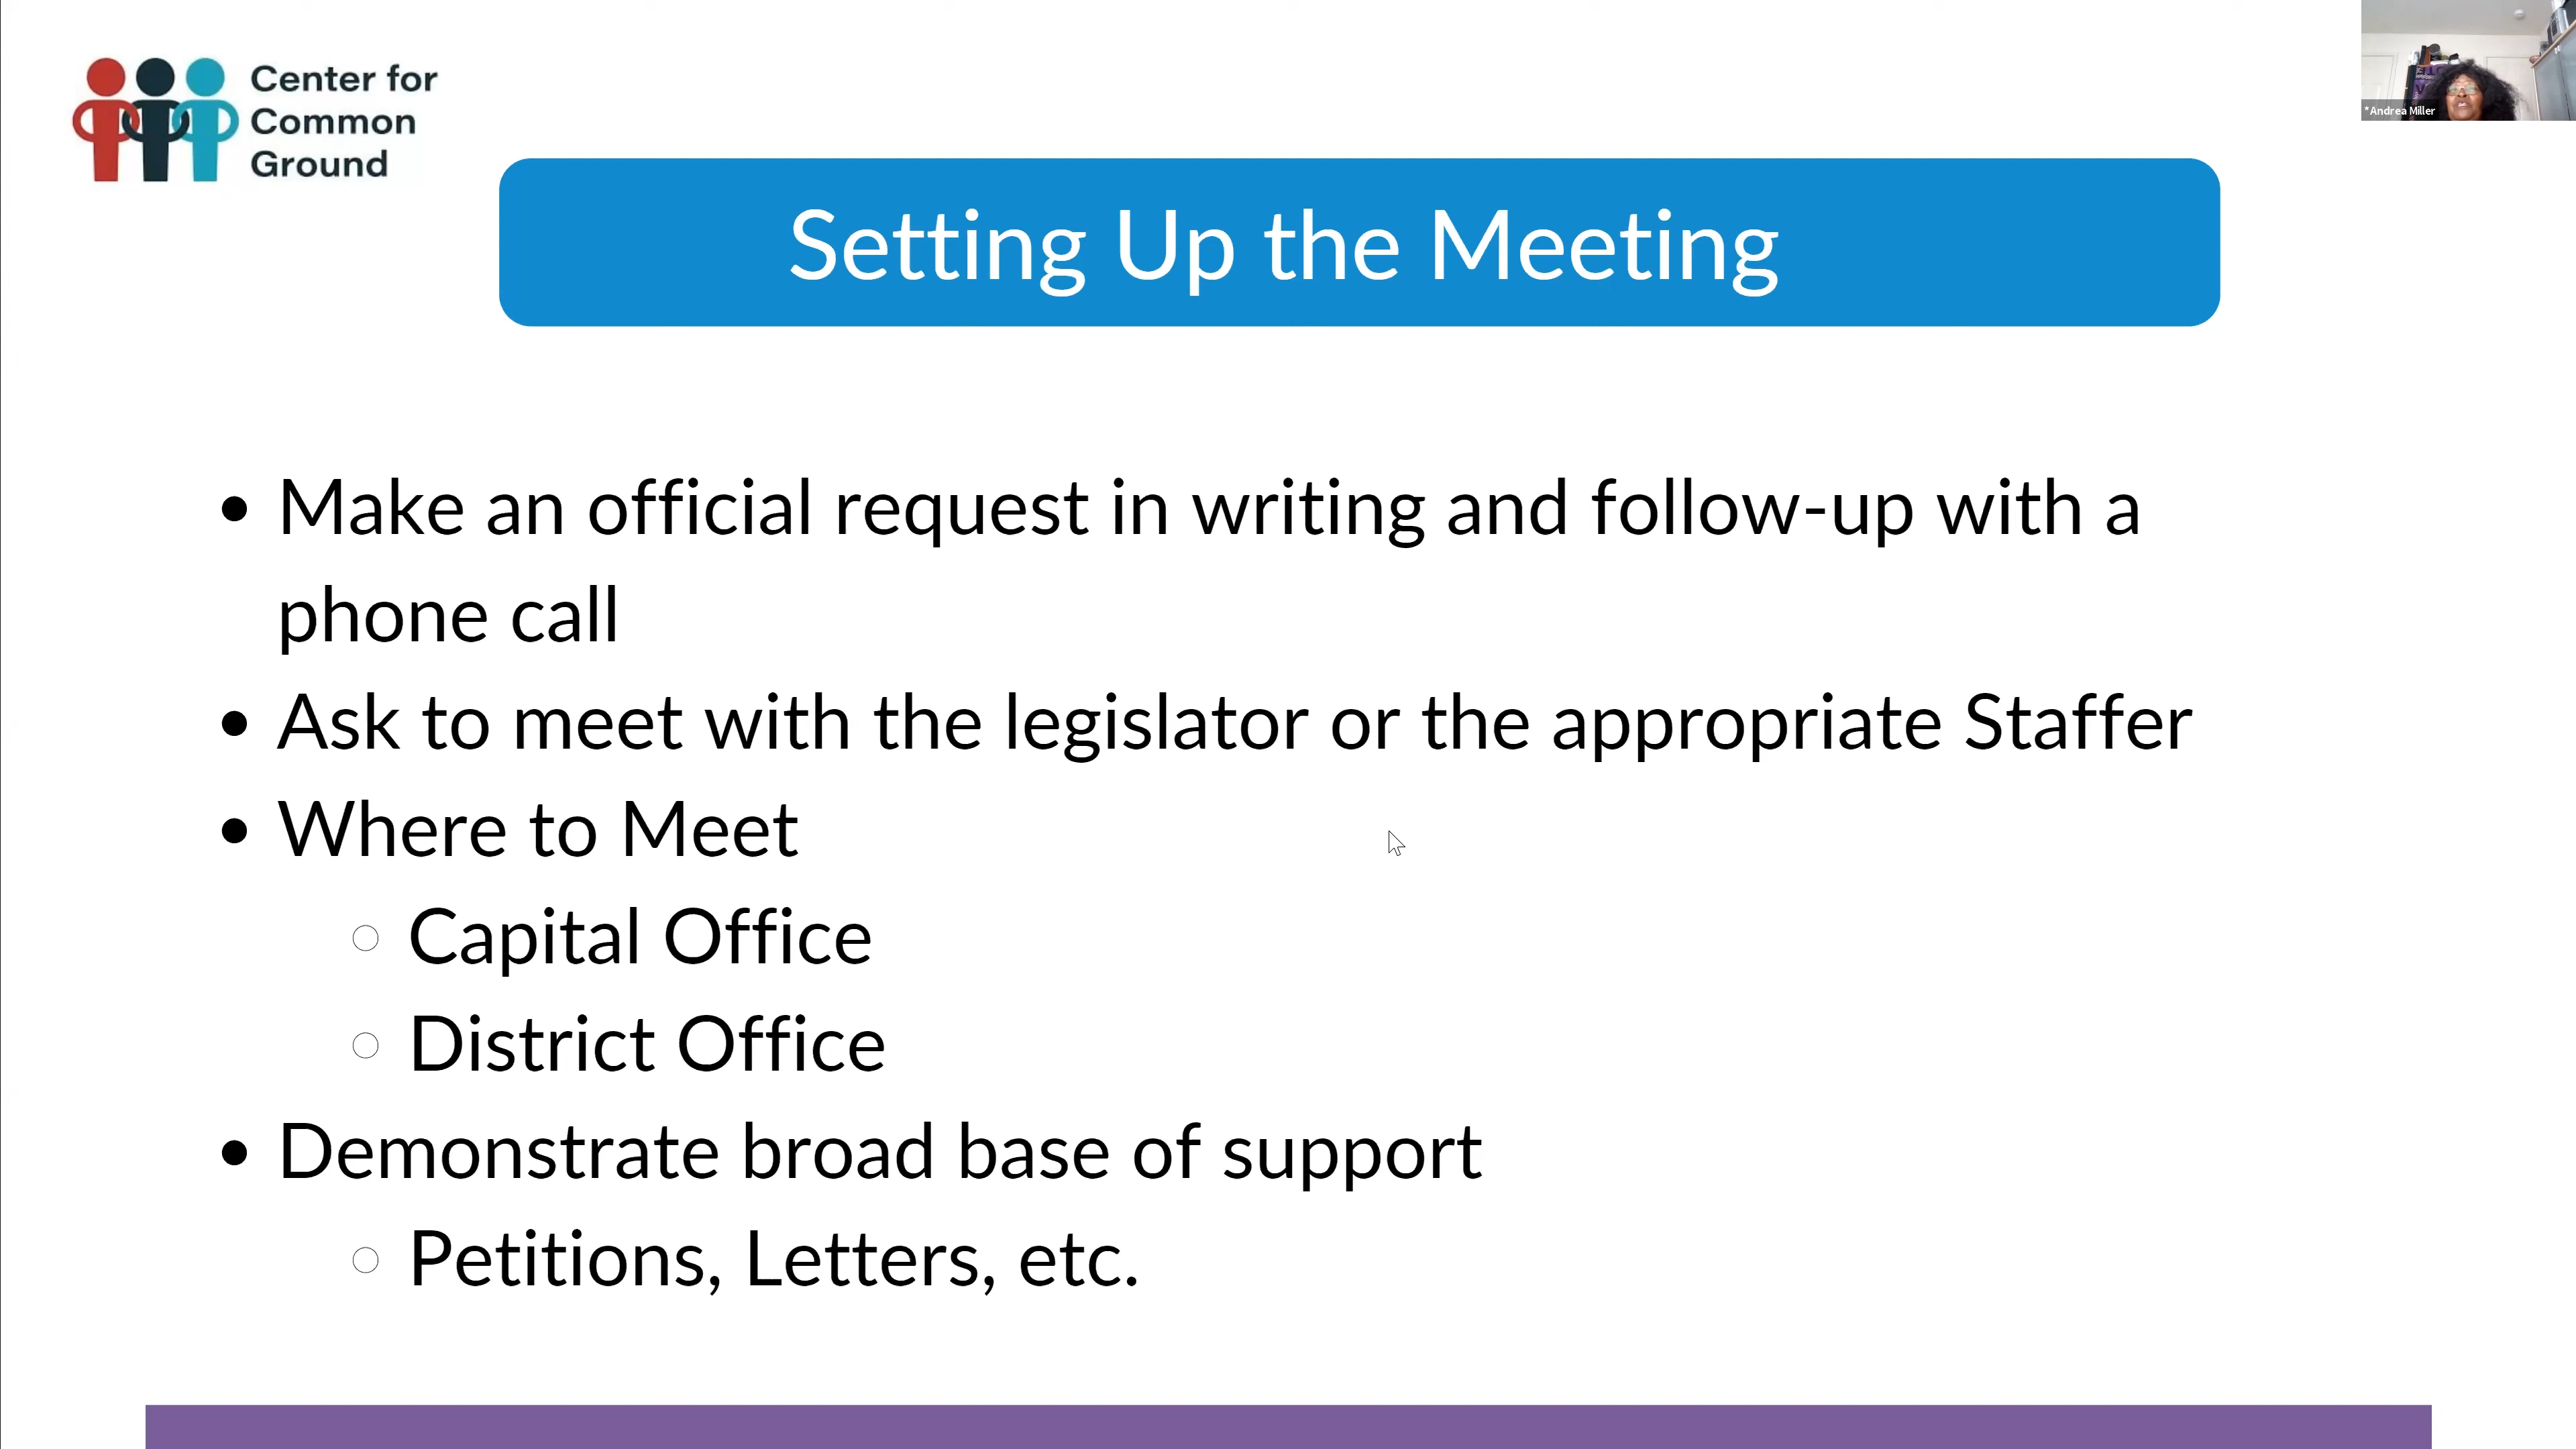 Center for
Common
Ground
*Andrea Miller
Setting Up the Meeting
• Make an official request in writing and follow-up with a
phone call
• Ask to meet with the legislator or the appropriate Staffer
• Where to Meet
○ Capital Office
○ District Office
• Demonstrate broad base of support
○ Petitions, Letters, etc.